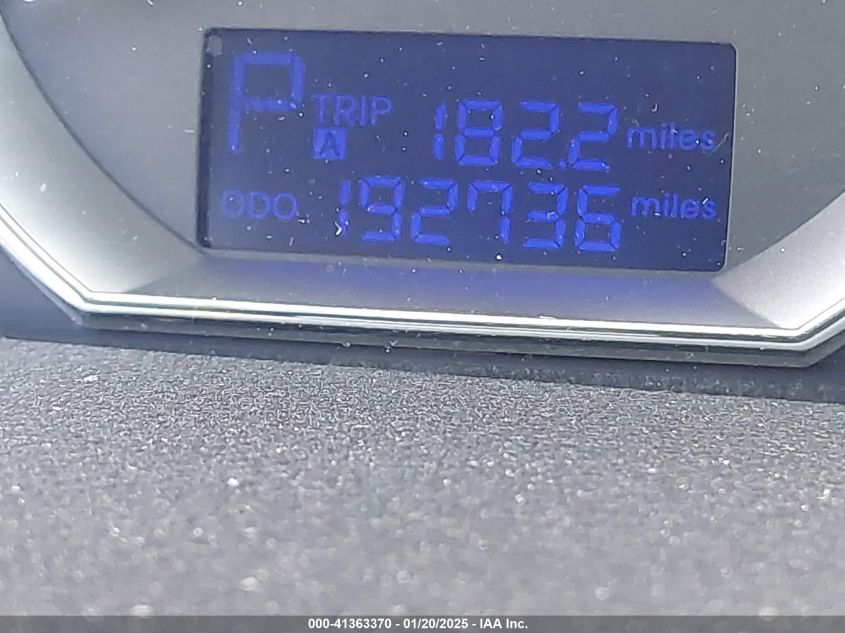 P TRIP A 182.2 miles
ODO 192736 miles
000-41363370 - 01/20/2025 - IAA Inc.